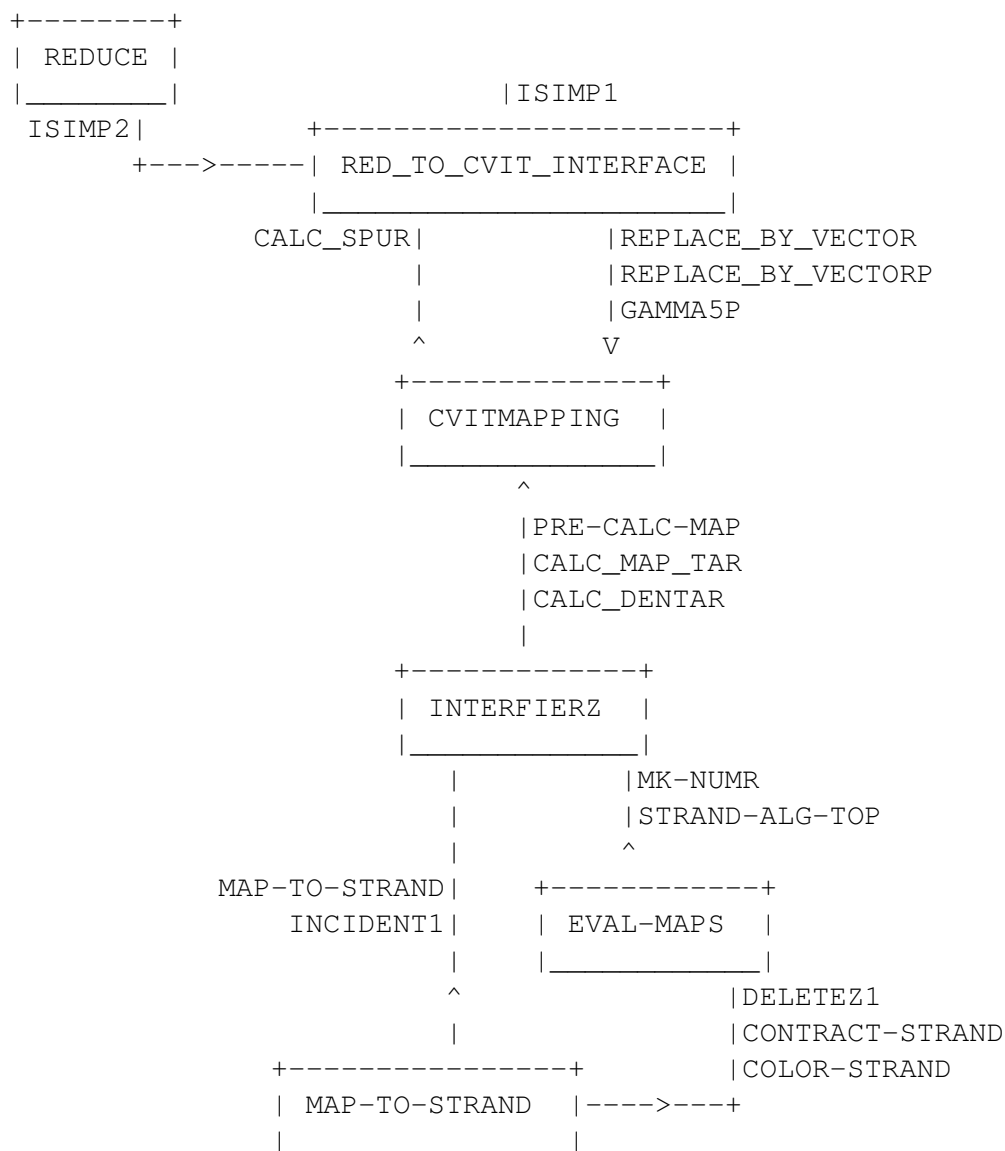 REDUCE
ISIMP1
ISIMP2
RED_TO_CVIT_INTERFACE
CALC_SPUR REPLACE_BY_VECTOR
REPLACE_BY_VECTORP
GAMMA5P
V
CVITMAPPING
PRE-CALC-MAP
CALC_MAP_TAR
CALC_DENTAR
INTERFIERZ
MK-NUMR
STRAND-ALG-TOP
MAP-TO-STRAND
INCIDENT1 EVAL-MAPS
DELETEZ1
CONTRACT-STRAND
COLOR-STRAND
MAP-TO-STRAND